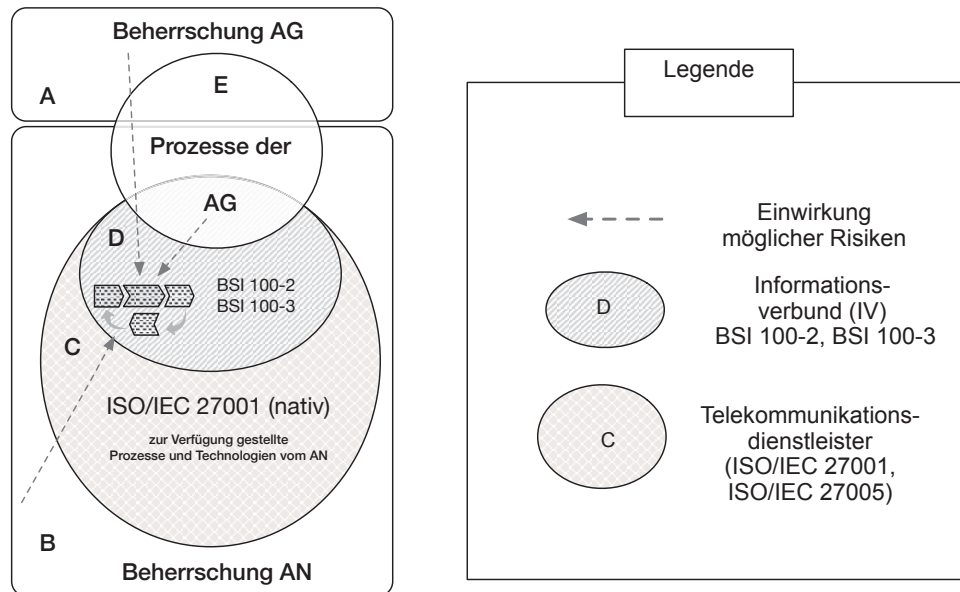 Beherrschung AG
E
A
Prozesse der
AG
D
BSI 100-2
BSI 100-3
C
ISO/IEC 27001 (nativ)
zur Verfügung gestellte
Prozesse und Technologien vom AN
B
Beherrschung AN
Legende
Einwirkung
möglicher Risiken
D
Informations-
verbund (IV)
BSI 100-2, BSI 100-3
C
Telekommunikations-
dienstleister
(ISO/IEC 27001,
ISO/IEC 27005)